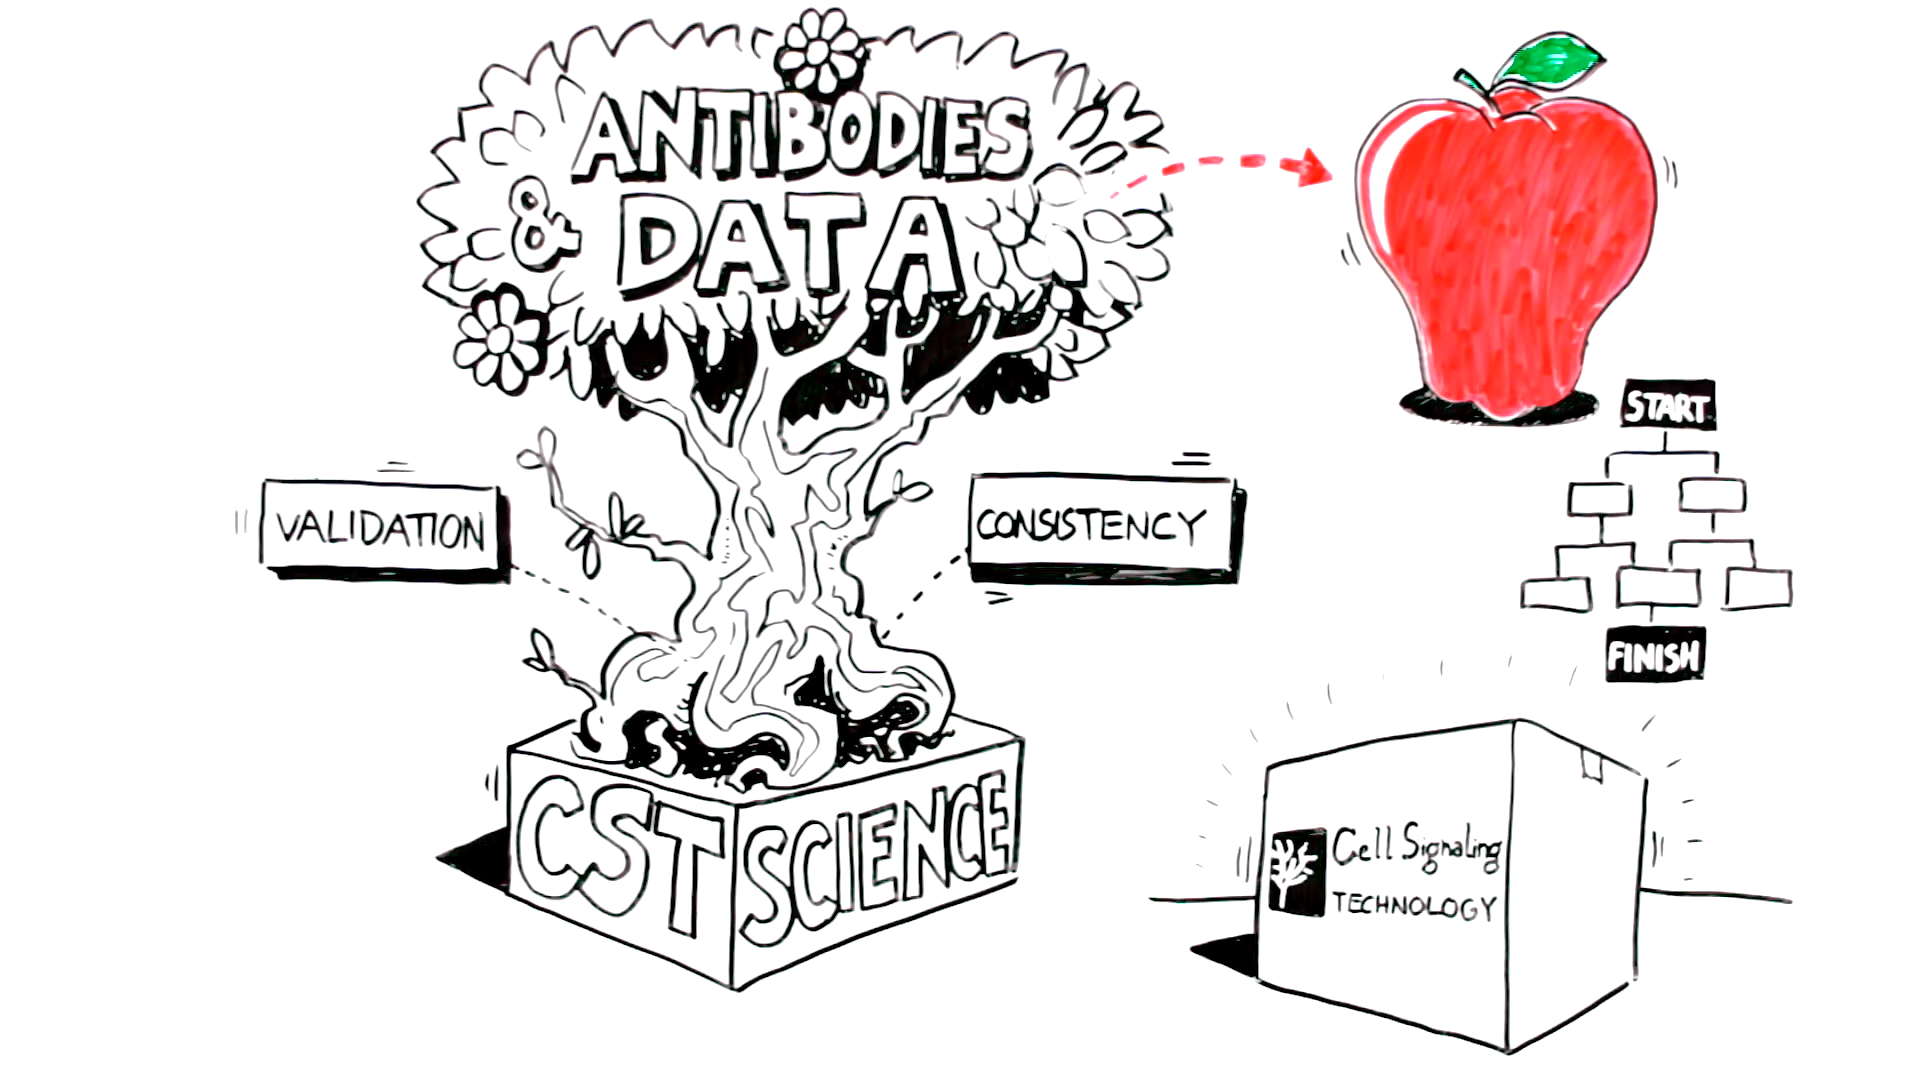 ANTIBODIES
& DATA
VALIDATION
CONSISTENCY
CST SCIENCE
START
FINISH
Cell Signaling
TECHNOLOGY